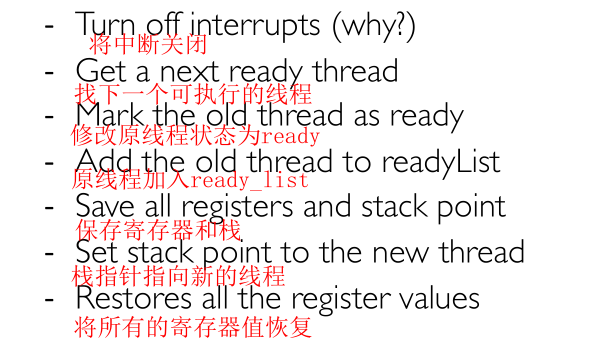 - Turn off interrupts (why?)
将中断关闭
- Get a next ready thread
找下一个可执行的线程
- Mark the old thread as ready
修改原线程状态为ready
- Add the old thread to readyList
原线程加入ready_list
- Save all registers and stack point
保存寄存器和栈
- Set stack point to the new thread
栈指针指向新的线程
- Restores all the register values
将所有的寄存器值恢复